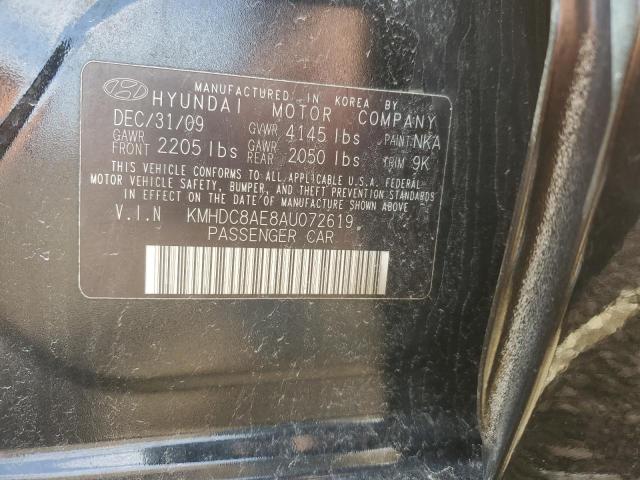 MANUFACTURED IN KOREA BY
HYUNDAI MOTOR COMPANY
DEC/31/09 GVWR 4145 lbs PAINT:NKA
GAWR FRONT 2205 lbs GAWR REAR 2050 lbs TRIM 9K
THIS VEHICLE CONFORMS TO ALL APPLICABLE U.S.A. FEDERAL
MOTOR VEHICLE SAFETY, BUMPER, AND THEFT PREVENTION STANDARDS
IN EFFECT ON THE DATE OF MANUFACTURE SHOWN ABOVE
V.I.N KMHDC8AE8AU072619
PASSENGER CAR